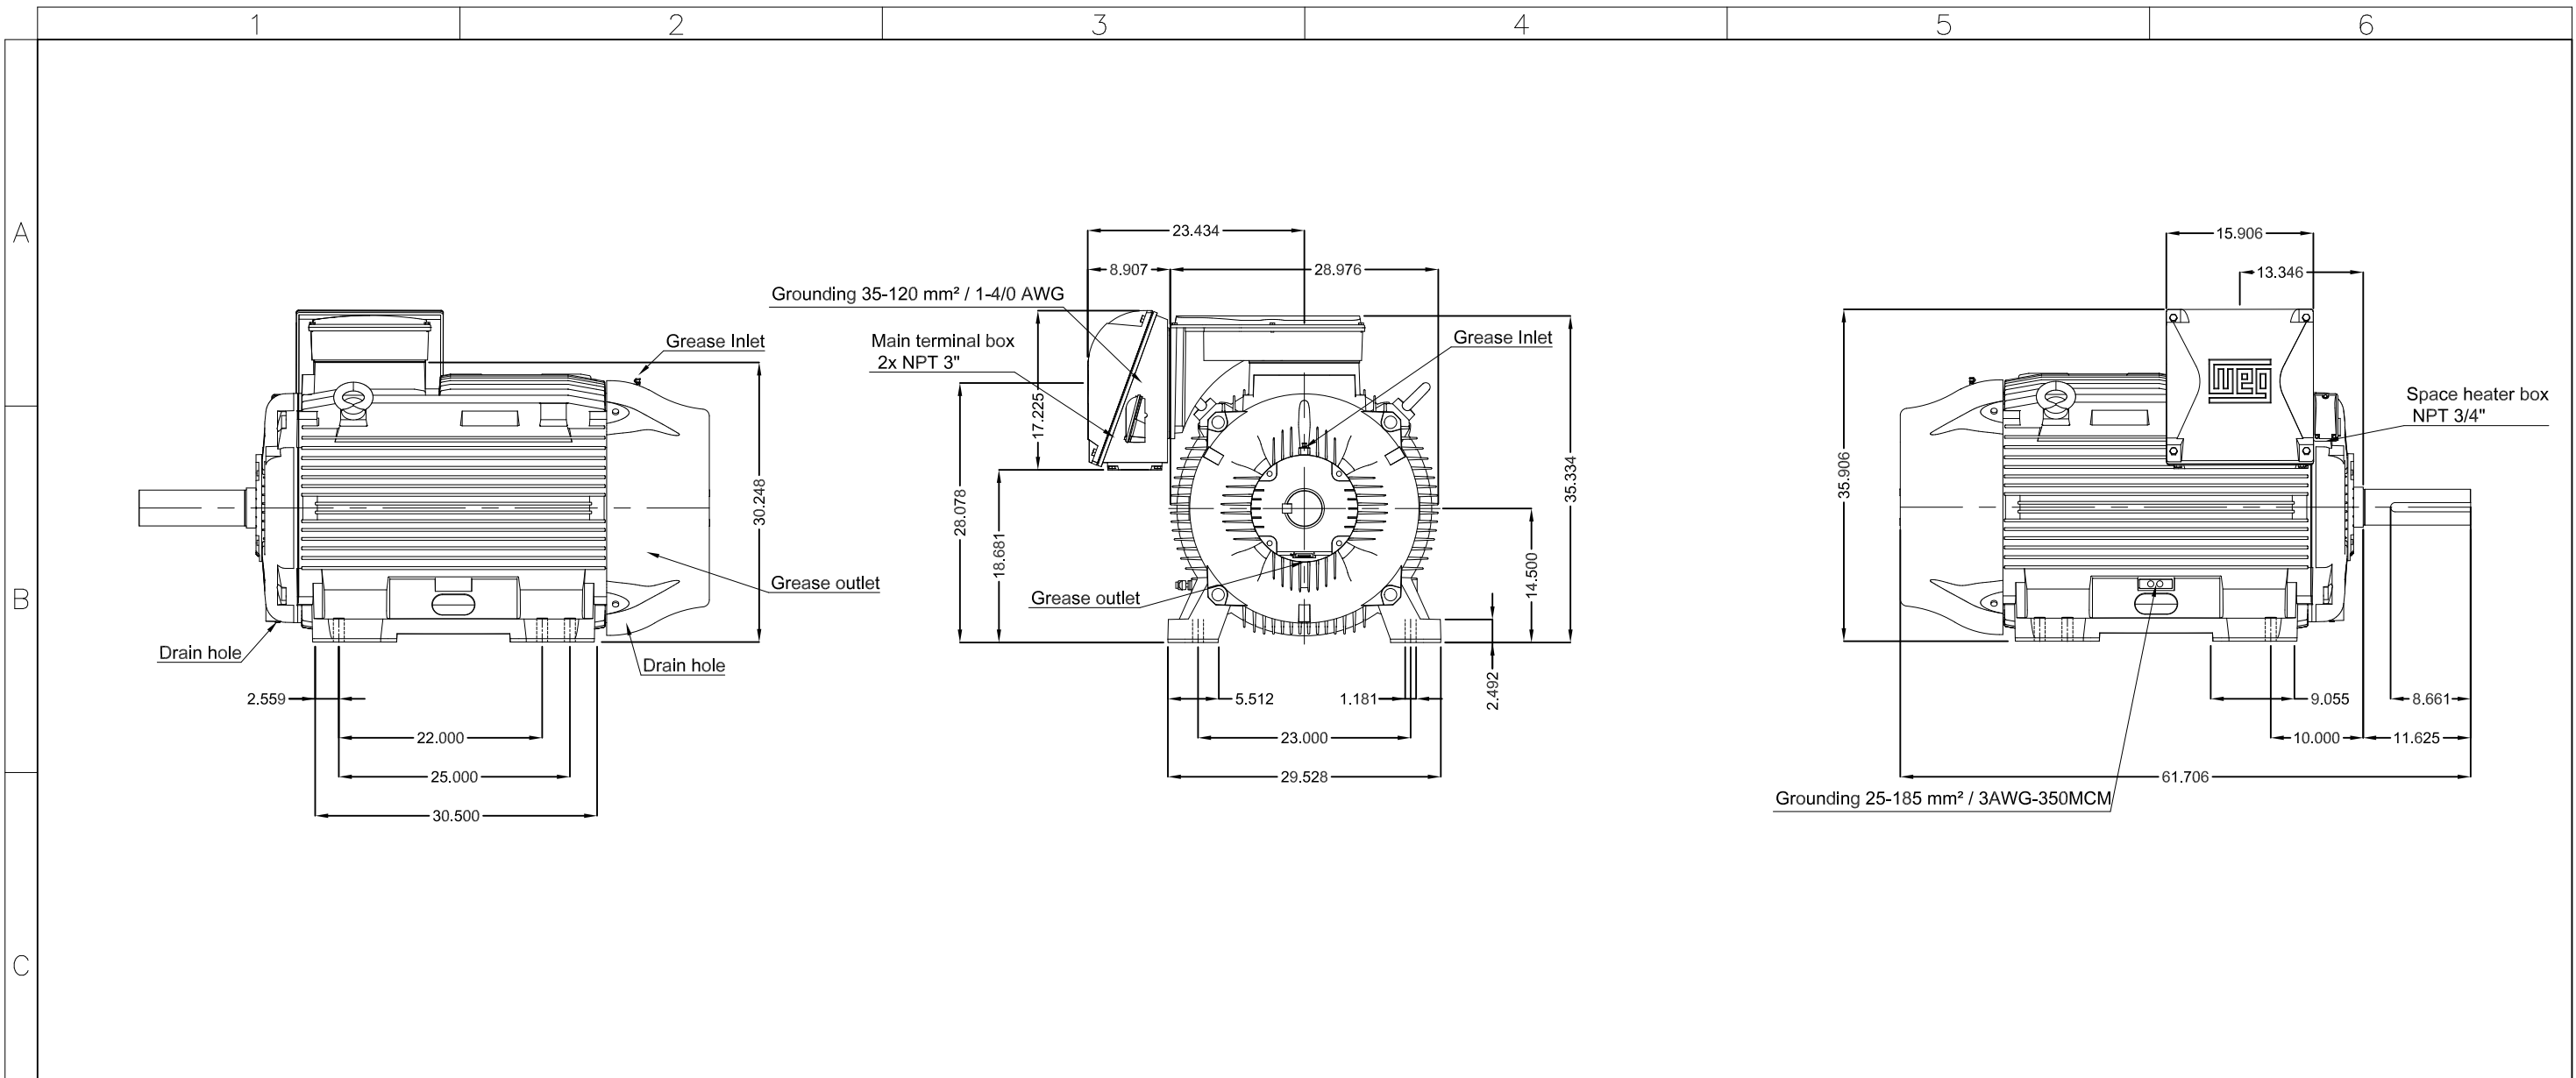 1 2 3 4 5 6
A
B
C
Grease Inlet
30.248
Grease outlet
Drain hole
Drain hole
2.559
22.000
25.000
30.500
23.434
8.907
28.976
Grounding 35-120 mm² / 1-4/0 AWG
Main terminal box
2x NPT 3"
Grease Inlet
17.225
28.078
18.681
35.334
14.500
Grease outlet
2.492
5.512
1.181
23.000
29.528
15.906
13.346
WEG
Space heater box
NPT 3/4"
35.906
9.055
8.661
10.000
11.625
61.706
Grounding 25-185 mm² / 3AWG-350MCM